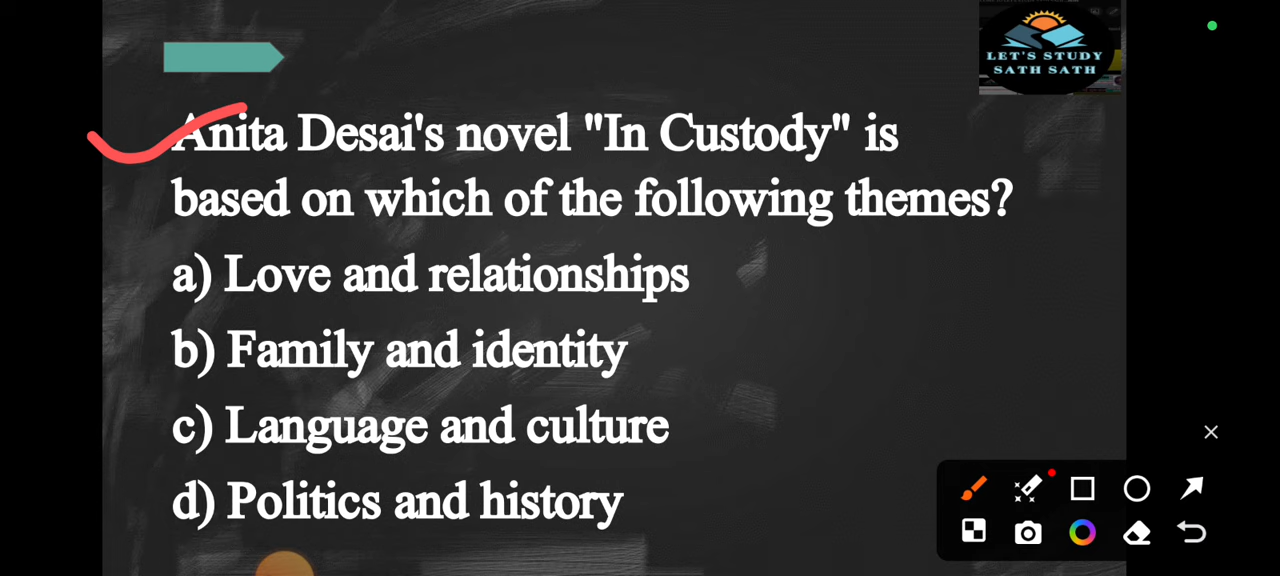 LET'S STUDY
SATH SATH
Anita Desai's novel "In Custody" is
based on which of the following themes?
a) Love and relationships
b) Family and identity
c) Language and culture
d) Politics and history